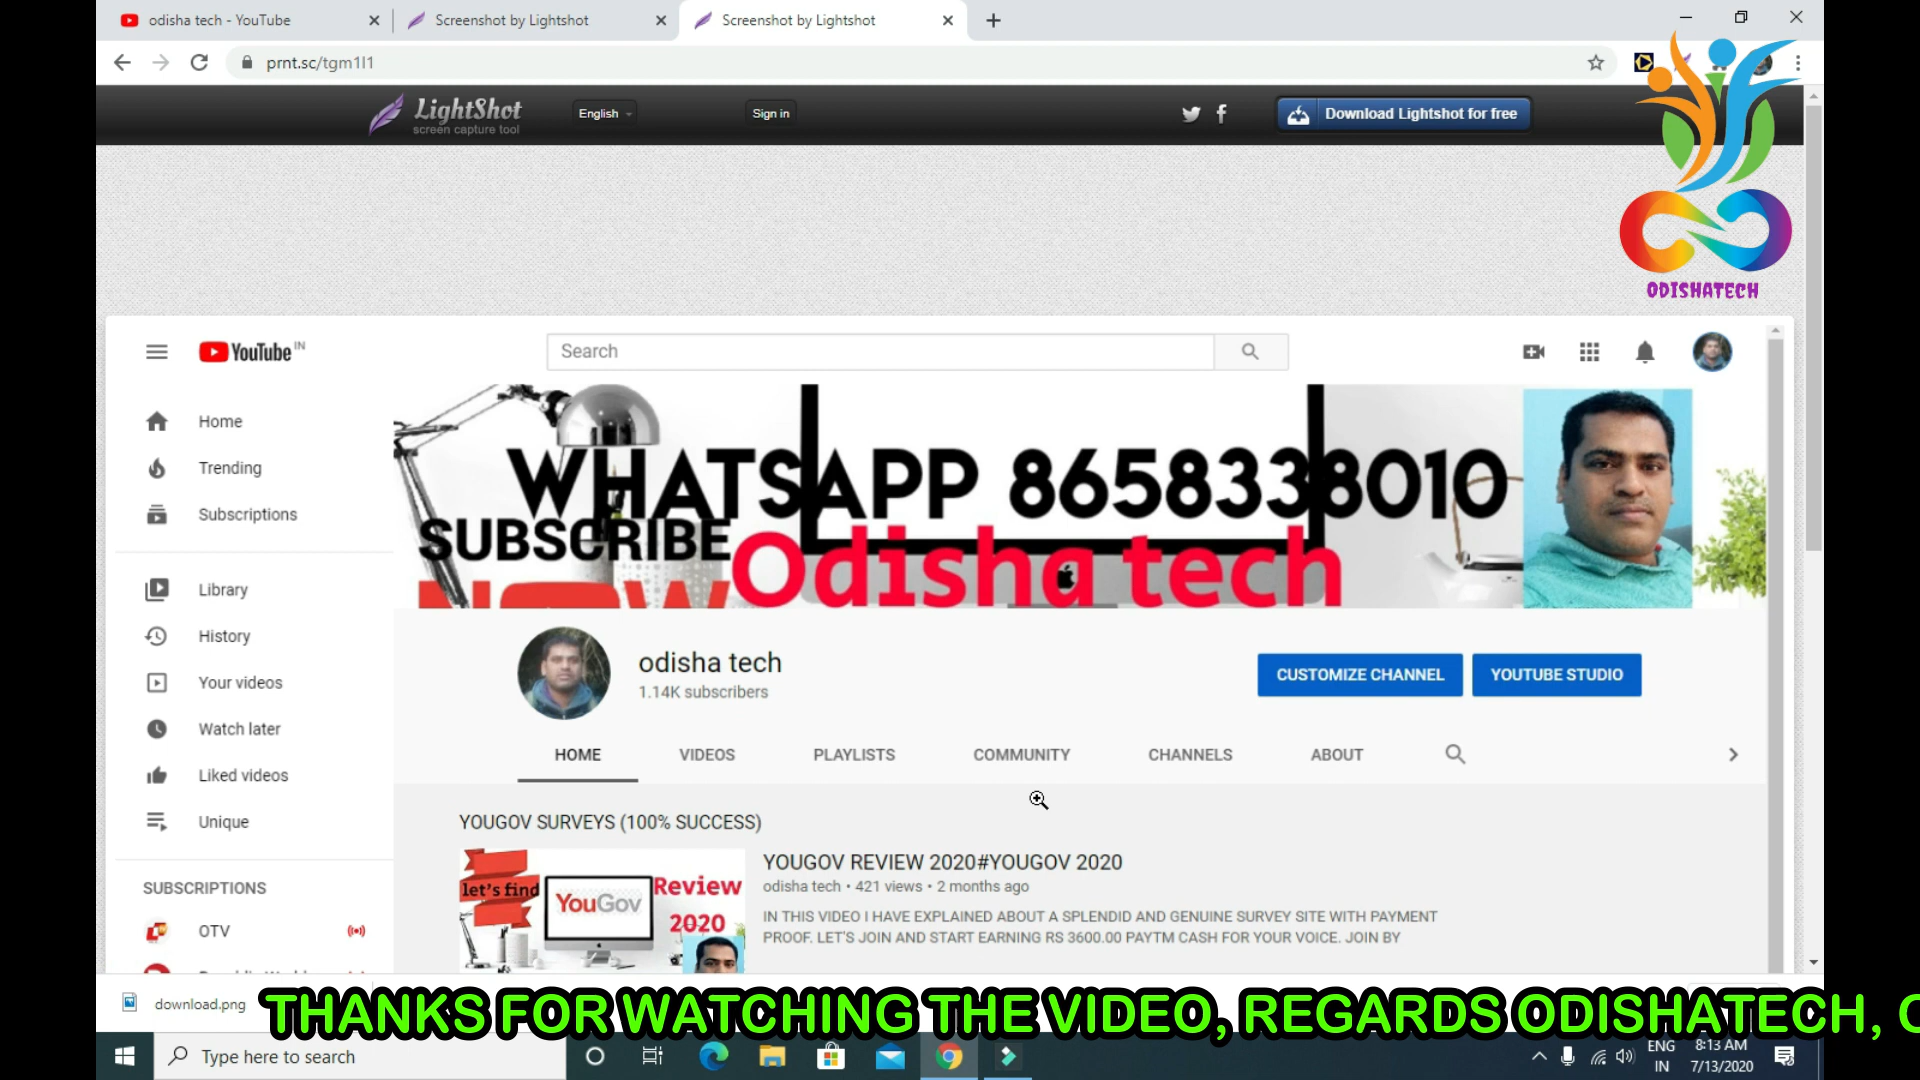 odisha tech - YouTube
Screenshot by Lightshot
Screenshot by Lightshot
prnt.sc/tgm1l1
LightShot
screen capture tool
English
Sign in
Download Lightshot for free
ODISHATECH
YouTube IN
Search
Home
Trending
Subscriptions
Library
History
Your videos
Watch later
Liked videos
Unique
SUBSCRIPTIONS
OTV
WHATSAPP 8658338010
SUBSCRIBE
NOW
Odisha tech
odisha tech
1.14K subscribers
CUSTOMIZE CHANNEL
YOUTUBE STUDIO
HOME
VIDEOS
PLAYLISTS
COMMUNITY
CHANNELS
ABOUT
YOUGOV SURVEYS (100% SUCCESS)
let's find
YouGov
Review
2020
YOUGOV REVIEW 2020#YOUGOV 2020
odisha tech • 421 views • 2 months ago
IN THIS VIDEO I HAVE EXPLAINED ABOUT A SPLENDID AND GENUINE SURVEY SITE WITH PAYMENT
PROOF. LET'S JOIN AND START EARNING RS 3600.00 PAYTM CASH FOR YOUR VOICE. JOIN BY
download.png
THANKS FOR WATCHING THE VIDEO, REGARDS ODISHATECH,
Type here to search
ENG
IN
8:13 AM
7/13/2020